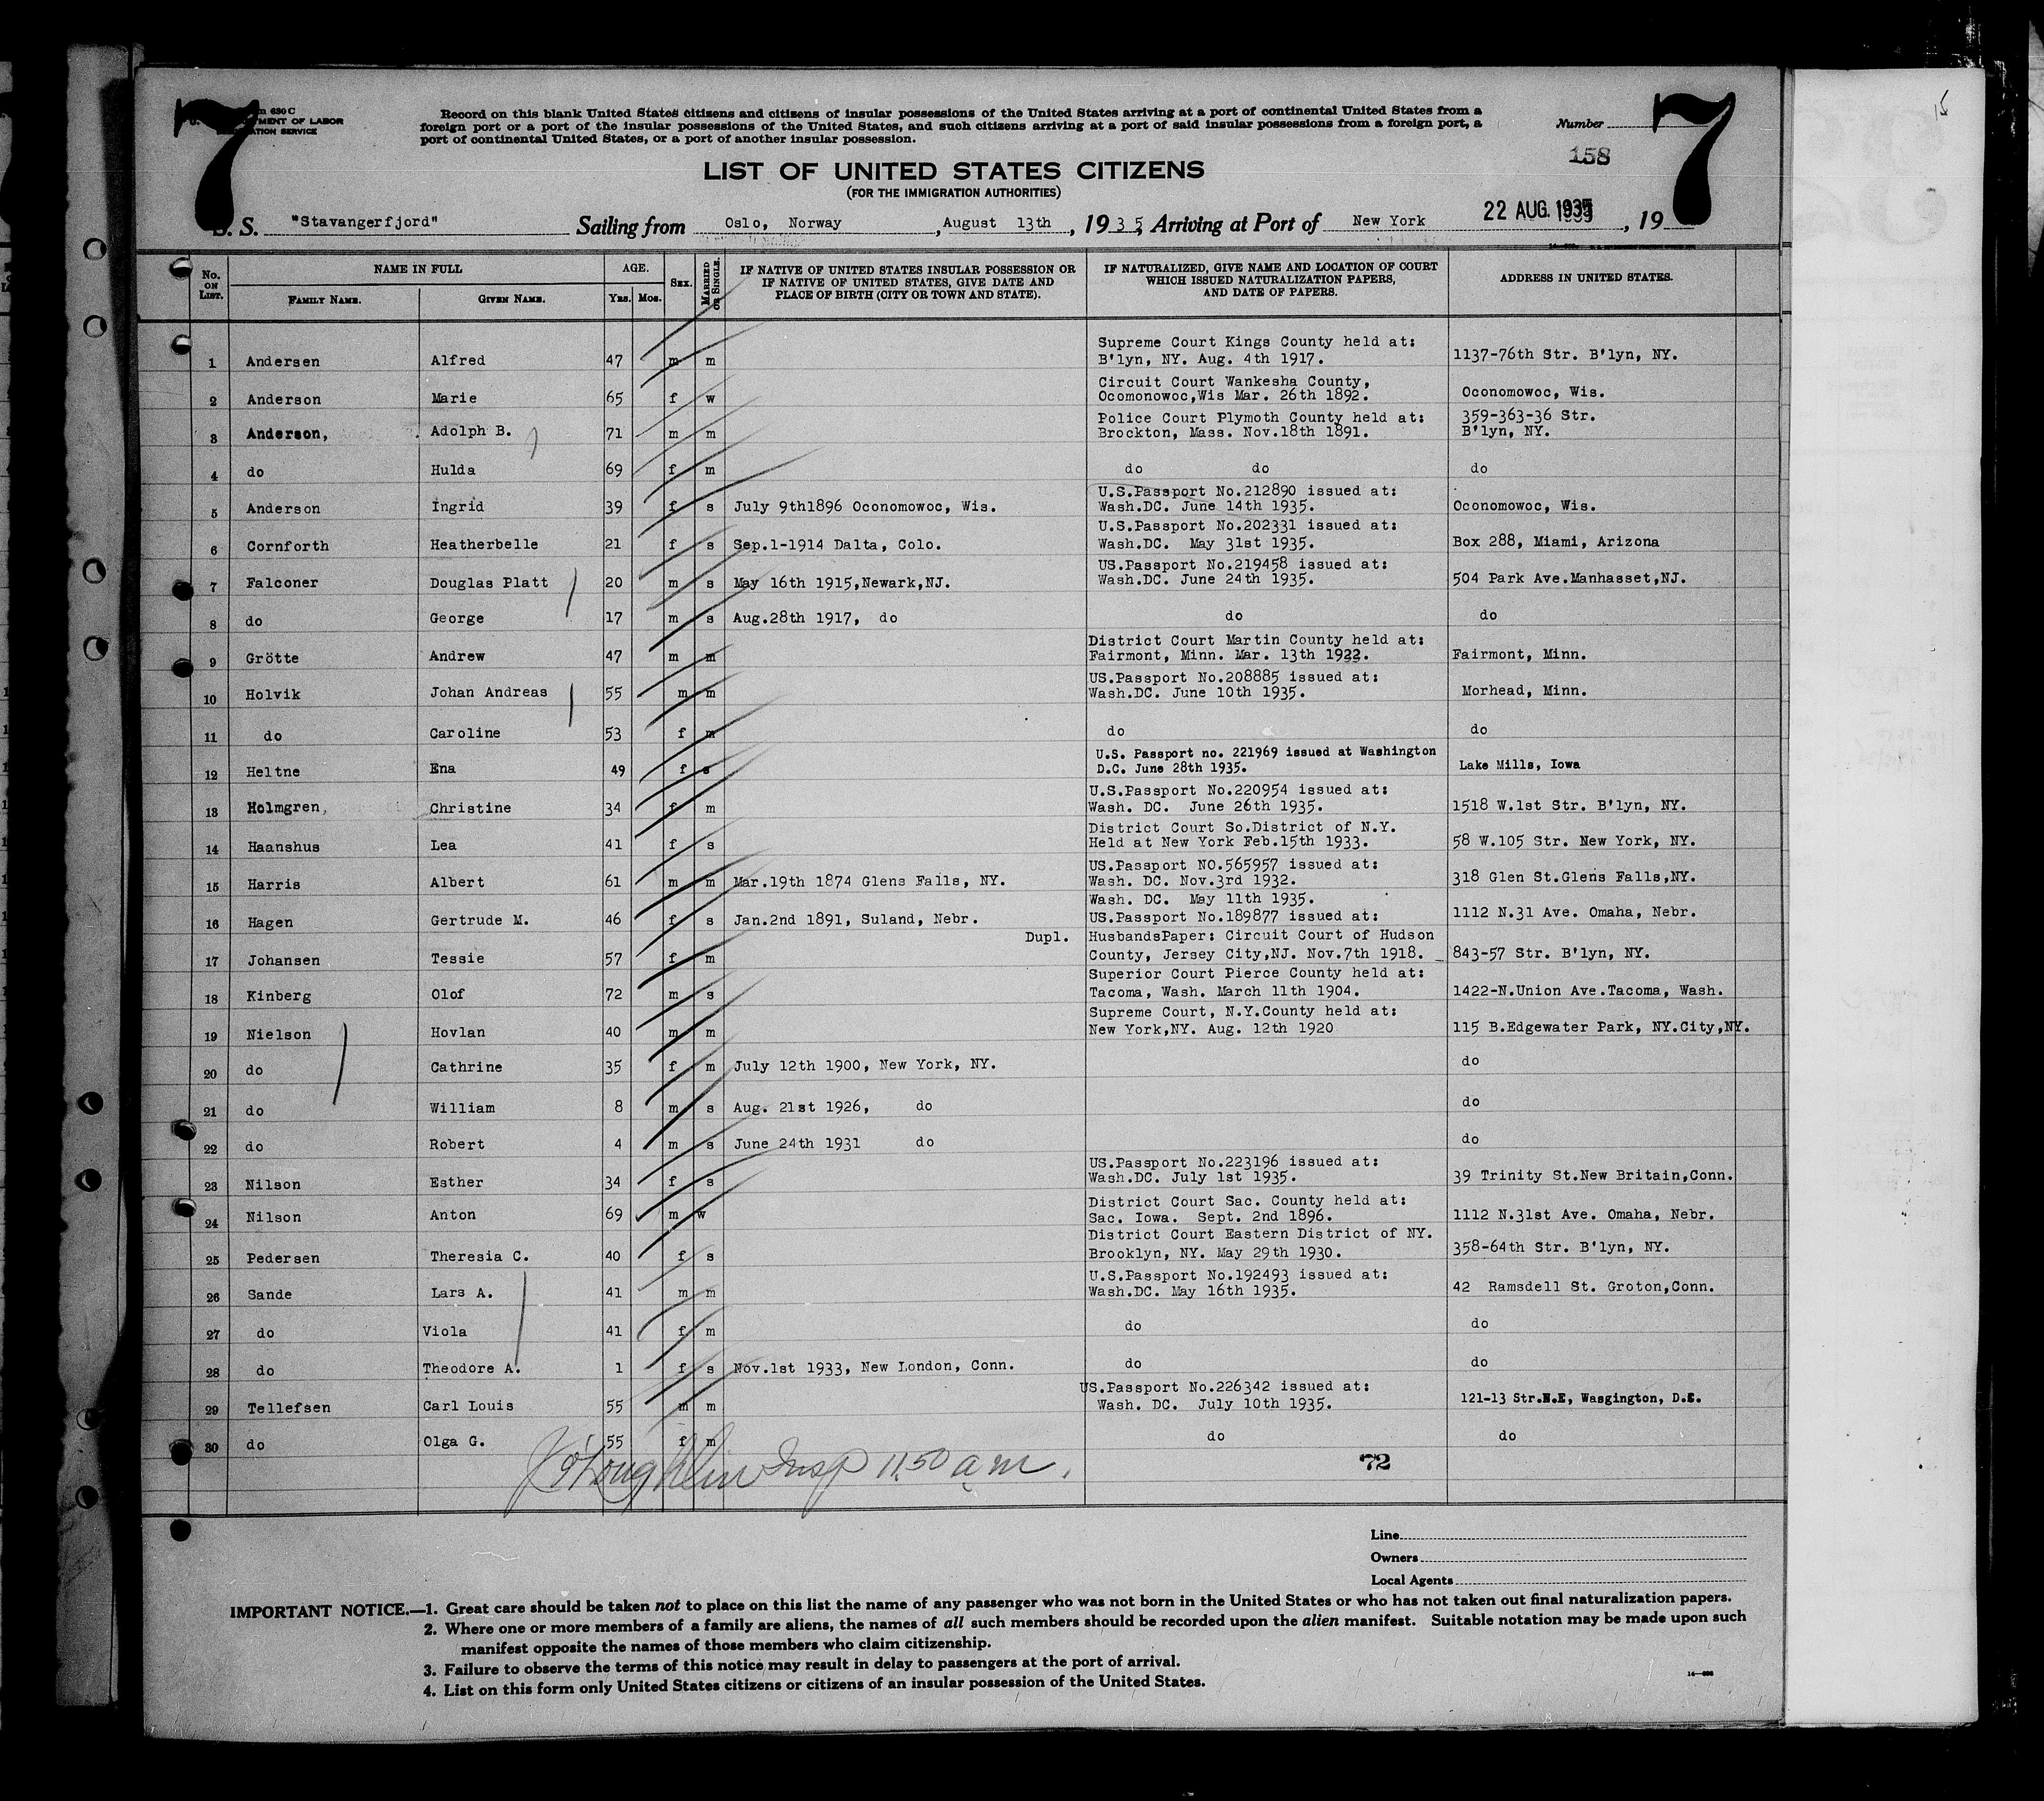 7 7
630 C
MENT OF LABOR
ATION SERVICE
Record on this blank United States citizens and citizens of insular possessions of the United States arriving at a port of continental United States from a
foreign port or a port of the insular possessions of the United States, and such citizens arriving at a port of said insular possessions from a foreign port, a
port of continental United States, or a port of another insular possession.
Number
158
LIST OF UNITED STATES CITIZENS
(FOR THE IMMIGRATION AUTHORITIES)
S. S. "Stavangerfjord" Sailing from Oslo, Norway, August 13th, 1935, Arriving at Port of New York 22 AUG. 1935, 19
No. ON LIST. NAME IN FULL AGE. SEX. MARRIED OR SINGLE. IF NATIVE OF UNITED STATES INSULAR POSSESSION OR IF NATIVE OF UNITED STATES, GIVE DATE AND PLACE OF BIRTH (CITY OR TOWN AND STATE). IF NATURALIZED, GIVE NAME AND LOCATION OF COURT WHICH ISSUED NATURALIZATION PAPERS, AND DATE OF PAPERS. ADDRESS IN UNITED STATES.
FAMILY NAME. GIVEN NAME. YRS. MOS.
Supreme Court Kings County held at:
1 Andersen Alfred 47 m m B'lyn, NY. Aug. 4th 1917. 1137-76th Str. B'lyn, NY.
Circuit Court Wankesha County,
2 Anderson Marie 65 f w Ocomonowoc,Wis Mar. 26th 1892. Oconomowoc, Wis.
Police Court Plymoth County held at: 359-363-36 Str.
3 Anderson, Adolph B. 71 m m Brockton, Mass. Nov.18th 1891. B'lyn, NY.
4 do Hulda 69 f m do do do
U.S.Passport No.212890 issued at:
5 Anderson Ingrid 39 f s July 9th1896 Oconomowoc, Wis. Wash.DC. June 14th 1935. Oconomowoc, Wis.
U.S.Passport No.202331 issued at:
6 Cornforth Heatherbelle 21 f s Sep.1-1914 Dalta, Colo. Wash.DC. May 31st 1935. Box 288, Miami, Arizona
US.Passport No.219458 issued at:
7 Falconer Douglas Platt 20 m s May 16th 1915,Newark,NJ. Wash.DC. June 24th 1935. 504 Park Ave.Manhasset,NJ.
8 do George 17 m s Aug.28th 1917, do do do
District Court Martin County held at:
9 Grötte Andrew 47 m m Fairmont, Minn. Mar. 13th 1922. Fairmont, Minn.
US.Passport No.208885 issued at:
10 Holvik Johan Andreas 55 m m Wash.DC. June 10th 1935. Morhead, Minn.
11 do Caroline 53 f m do do
U.S. Passport no. 221969 issued at Washington
12 Heltne Ena 49 f s D.C. June 28th 1935. Lake Mills, Iowa
U.S.Passport No.220954 issued at:
13 Holmgren, Christine 34 f m Wash. DC. June 26th 1935. 1518 W.1st Str. B'lyn, NY.
District Court So.District of N.Y.
14 Haanshus Lea 41 f s Held at New York Feb.15th 1933. 58 W.105 Str. New York, NY.
US.Passport NO.565957 issued at:
15 Harris Albert 61 m m Mar.19th 1874 Glens Falls, NY. Wash. DC. Nov.3rd 1932. 318 Glen St.Glens Falls,NY.
Wash. DC. May 11th 1935.
16 Hagen Gertrude M. 46 f s Jan.2nd 1891, Suland, Nebr. US.Passport No.189877 issued at: 1112 N.31 Ave. Omaha, Nebr.
Dupl. HusbandsPaper: Circuit Court of Hudson
17 Johansen Tessie 57 f m County, Jersey City,NJ. Nov.7th 1918. 843-57 Str. B'lyn, NY.
Superior Court Pierce County held at:
18 Kinberg Olof 72 m s Tacoma, Wash. March 11th 1904. 1422-N.Union Ave.Tacoma, Wash.
Supreme Court, N.Y.County held at:
19 Nielson Hovlan 40 m m New York,NY. Aug. 12th 1920 115 B.Edgewater Park, NY.City,NY.
20 do Cathrine 35 f m July 12th 1900, New York, NY. do
21 do William 8 m s Aug. 21st 1926, do do
22 do Robert 4 m s June 24th 1931 do do
US.Passport No.223196 issued at:
23 Nilson Esther 34 f s Wash.DC. July 1st 1935. 39 Trinity St.New Britain,Conn.
District Court Sac. County held at:
24 Nilson Anton 69 m w Sac. Iowa. Sept. 2nd 1896. 1112 N.31st Ave. Omaha, Nebr.
District Court Eastern District of NY.
25 Pedersen Theresia C. 40 f s Brooklyn, NY. May 29th 1930. 358-64th Str. B'lyn, NY.
U.S.Passport No.192493 issued at:
26 Sande Lars A. 41 m m Wash.DC. May 16th 1935. 42 Ramsdell St. Groton,Conn.
27 do Viola 41 f m do do
28 do Theodore A. 1 f s Nov.1st 1933, New London, Conn. do do
US.Passport No.226342 issued at:
29 Tellefsen Carl Louis 55 m m Wash. DC. July 10th 1935. 121-13 Str.N.E, Wasgington, D.C.
30 do Olga G. 55 f m do do
O'Loughlin Insp 11.50 a m. 72
Line
Owners
Local Agents
IMPORTANT NOTICE.—1. Great care should be taken not to place on this list the name of any passenger who was not born in the United States or who has not taken out final naturalization papers.
2. Where one or more members of a family are aliens, the names of all such members should be recorded upon the alien manifest. Suitable notation may be made upon such
manifest opposite the names of those members who claim citizenship.
3. Failure to observe the terms of this notice may result in delay to passengers at the port of arrival.
4. List on this form only United States citizens or citizens of an insular possession of the United States.